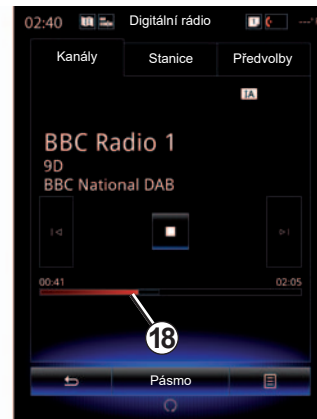 02:40 Digitální rádio
Kanály Stanice Předvolby
IA
BBC Radio 1
9D
BBC National DAB
00:41 02:05
18
Pásmo